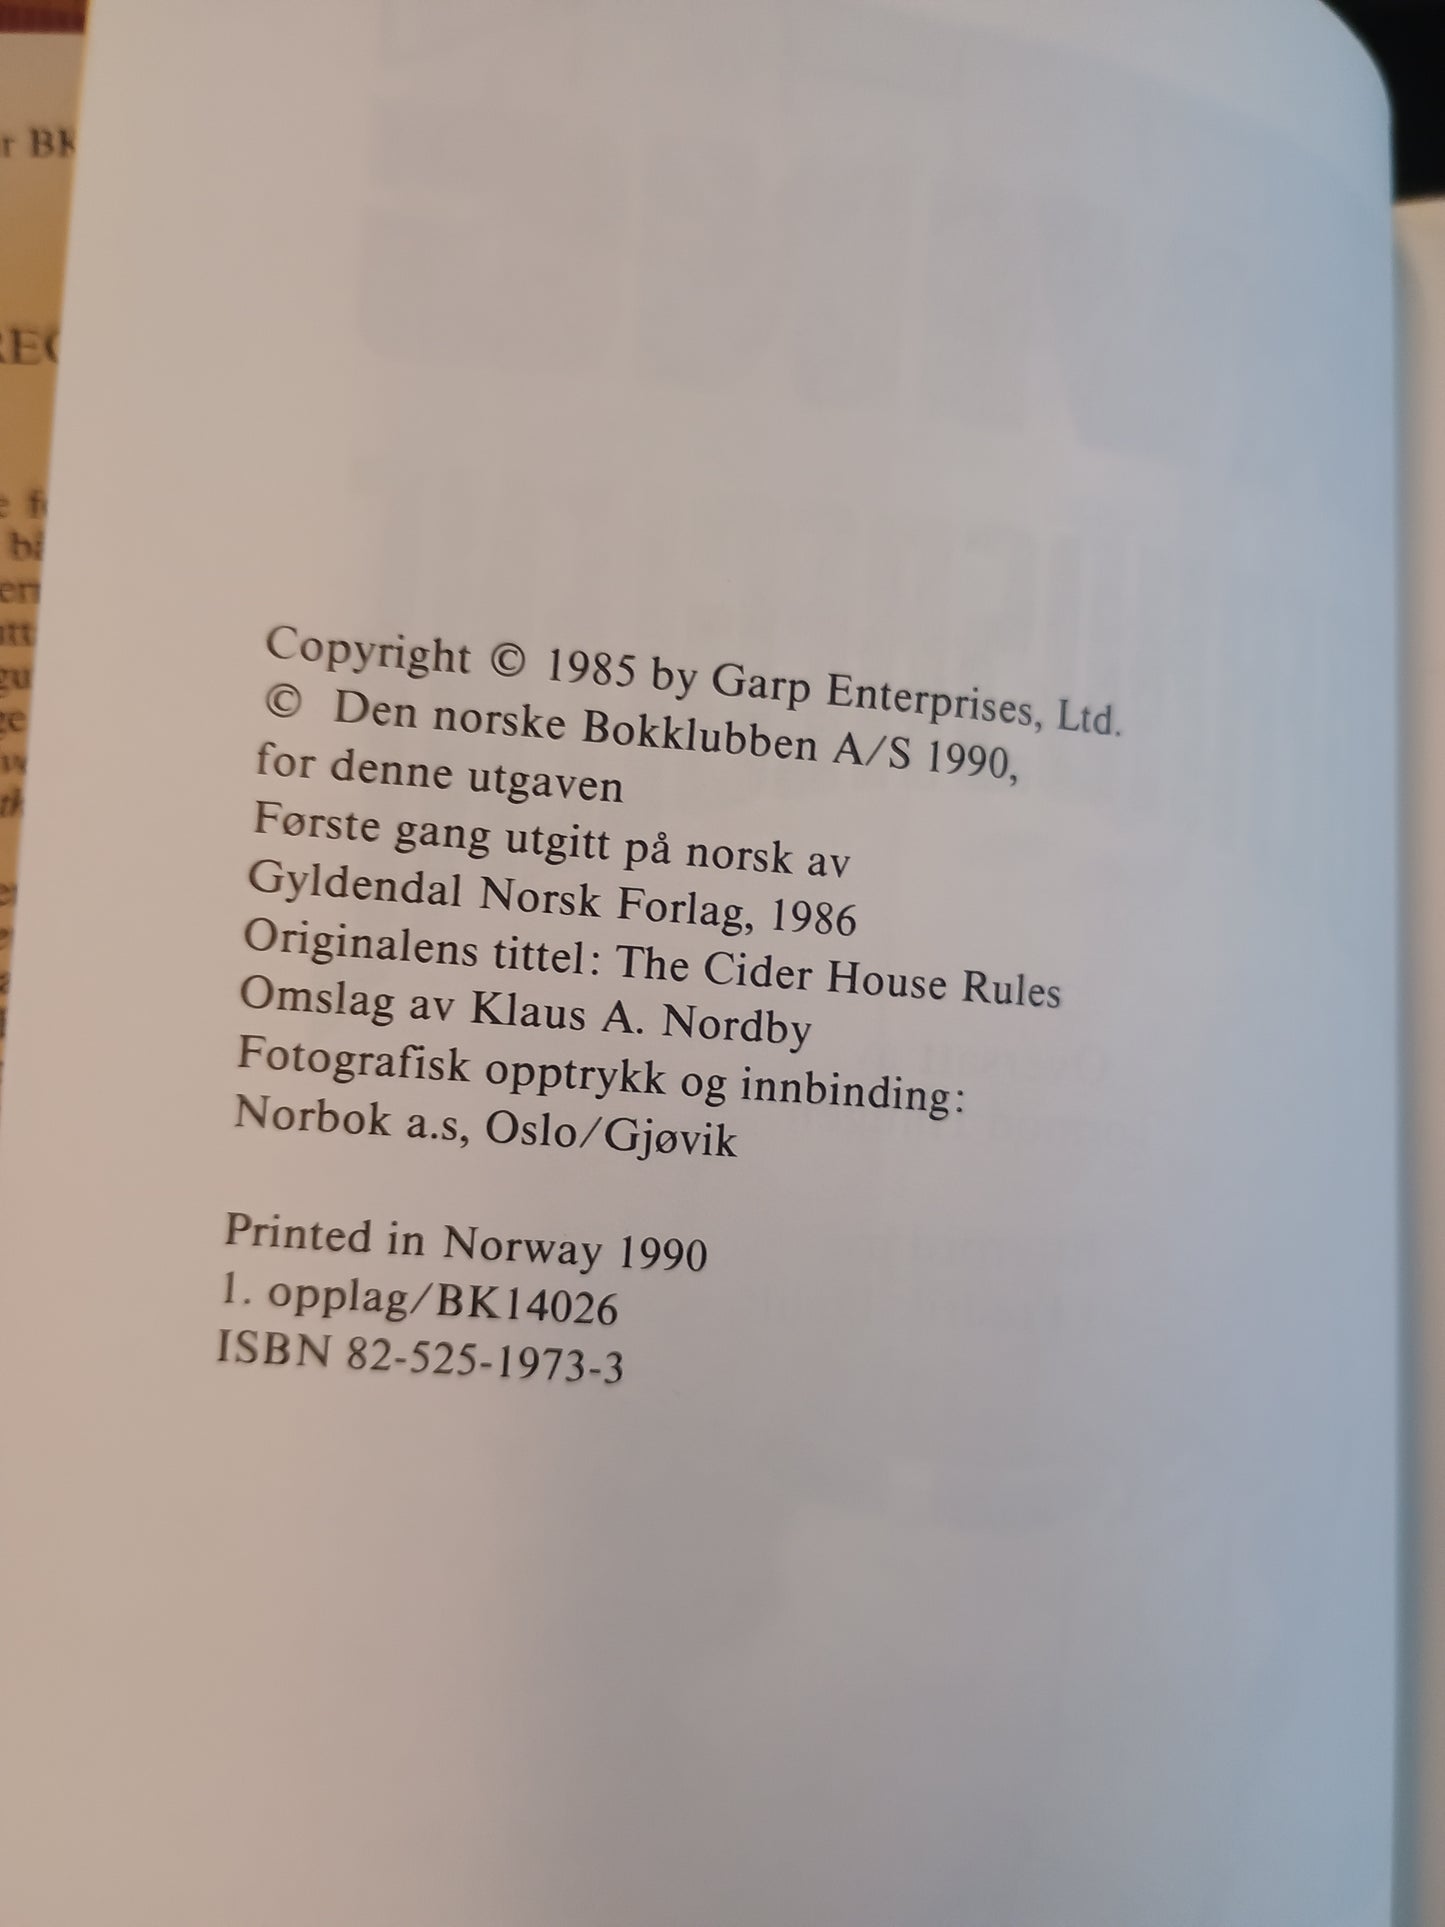 r BK
Copyright © 1985 by Garp Enterprises, Ltd.
© Den norske Bokklubben A/S 1990,
for denne utgaven
Første gang utgitt på norsk av
Gyldendal Norsk Forlag, 1986
Originalens tittel: The Cider House Rules
Omslag av Klaus A. Nordby
Fotografisk opptrykk og innbinding:
Norbok a.s, Oslo/Gjøvik
Printed in Norway 1990
1. opplag/BK14026
ISBN 82-525-1973-3